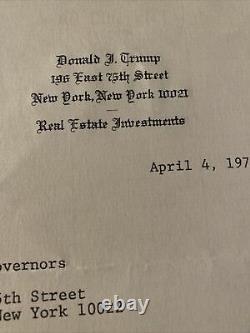 Donald J. Trump
196 East 75th Street
New York, New York 10021
Real Estate Investments
April 4, 197
overnors
5th Street
New York 10022